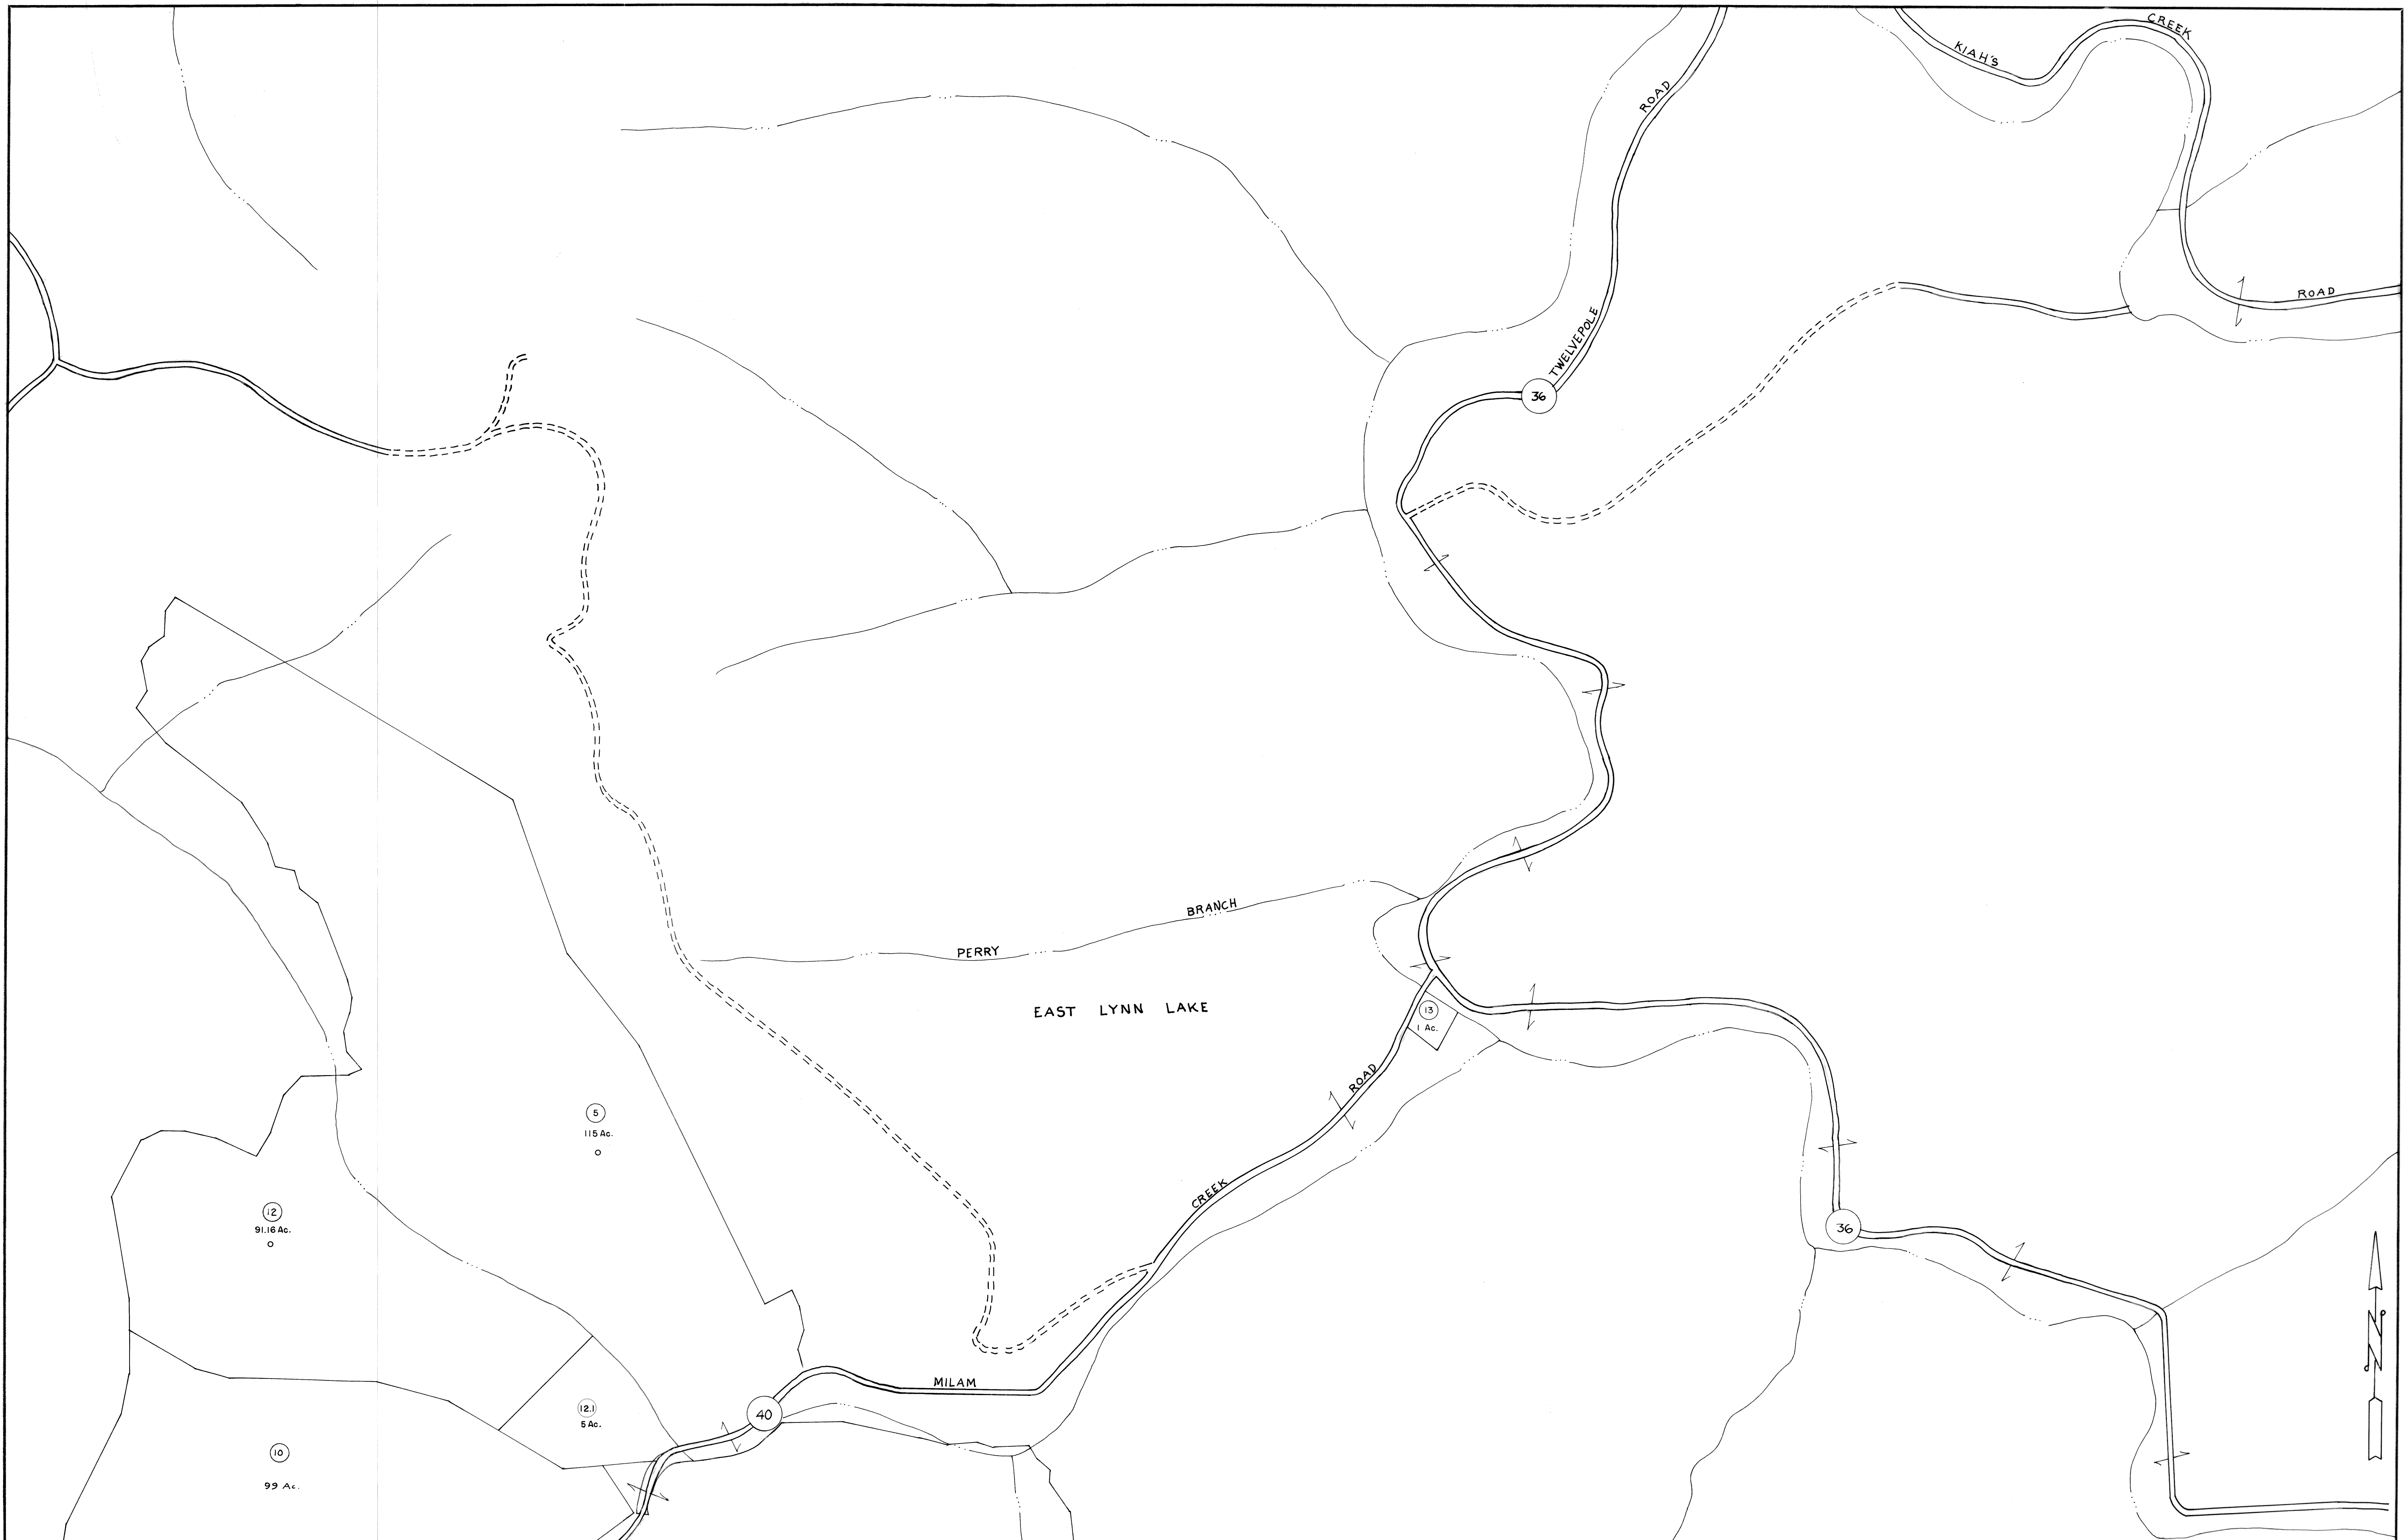 CREEK
KIAH'S
ROAD
ROAD
TWELVEPOLE
36
BRANCH
PERRY
EAST LYNN LAKE
13
1 Ac.
ROAD
5
115 Ac.
CREEK
12
91.16 Ac.
36
MILAM
12.1
5 Ac.
40
10
99 Ac.
N